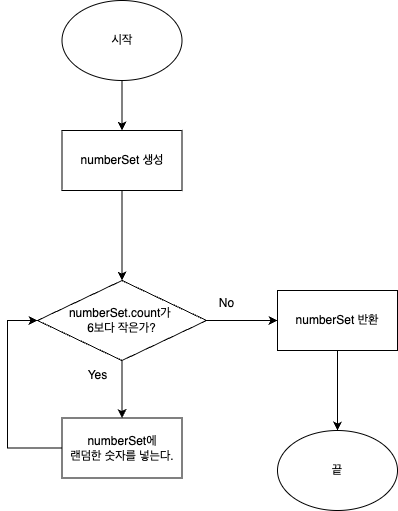 시작
numberSet 생성
numberSet.count가
6보다 작은가?
No
numberSet 반환
Yes
numberSet에
랜덤한 숫자를 넣는다.
끝